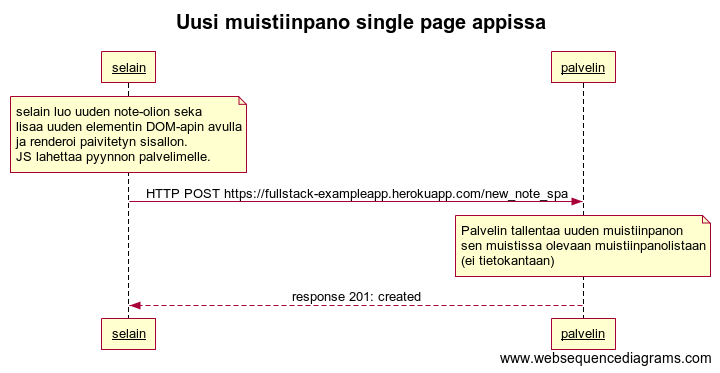 Uusi muistiinpano single page appissa
selain
palvelin
selain luo uuden note-olion seka
lisaa uuden elementin DOM-apin avulla
ja renderoi paivitetyn sisallon.
JS lahettaa pyynnon palvelimelle.
HTTP POST https://fullstack-exampleapp.herokuapp.com/new_note_spa
Palvelin tallentaa uuden muistiinpanon
sen muistissa olevaan muistiinpanolistaan
(ei tietokantaan)
response 201: created
selain
palvelin
www.websequencediagrams.com